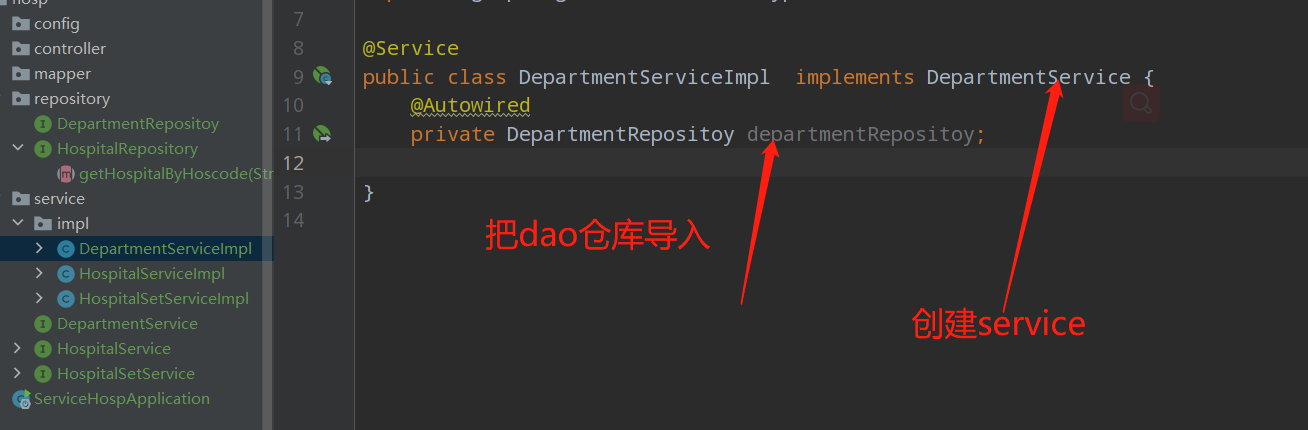 hosp
config
controller
mapper
repository
DepartmentRepositoy
HospitalRepository
getHospitalByHoscode(Str
service
impl
DepartmentServiceImpl
HospitalServiceImpl
HospitalSetServiceImpl
DepartmentService
HospitalService
HospitalSetService
ServiceHospApplication
7
8 @Service
9 public class DepartmentServiceImpl implements DepartmentService {
10 @Autowired
11 private DepartmentRepositoy departmentRepositoy;
12
13 }
14
把dao仓库导入
创建service